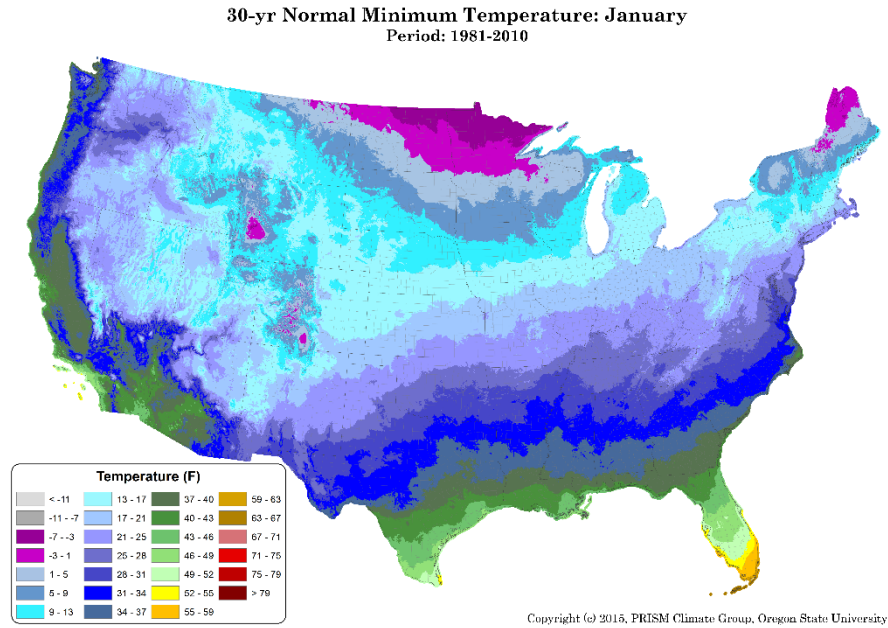 30-yr Normal Minimum Temperature: January
Period: 1981-2010
Temperature (F)
< -11
-11 - -7
-7 - -3
-3 - 1
1 - 5
5 - 9
9 - 13
13 - 17
17 - 21
21 - 25
25 - 28
28 - 31
31 - 34
34 - 37
37 - 40
40 - 43
43 - 46
46 - 49
49 - 52
52 - 55
55 - 59
59 - 63
63 - 67
67 - 71
71 - 75
75 - 79
> 79
Copyright (c) 2015, PRISM Climate Group, Oregon State University